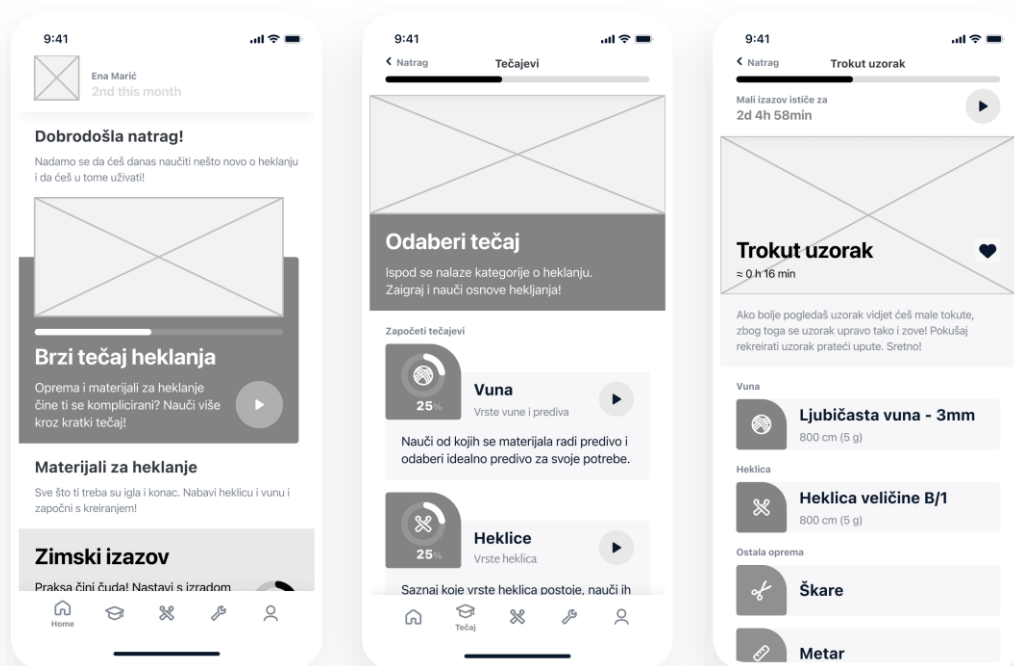 9:41
Ena Marić
2nd this month
Dobrodošla natrag!
Nadamo se da ćeš danas naučiti nešto novo o heklanju
i da ćeš u tome uživati!
Brzi tečaj heklanja
Oprema i materijali za heklanje
čine ti se komplicirani? Nauči više
kroz kratki tečaj!
Materijali za heklanje
Sve što ti treba su igla i konac. Nabavi heklicu i vunu i
započni s kreiranjem!
Zimski izazov
Praksa čini čuda! Nastavi s izradom
Home
9:41
Natrag
Tečajevi
Odaberi tečaj
Ispod se nalaze kategorije o heklanju.
Zaigraj i nauči osnove hekljanja!
Započeti tečajevi
25%
Vuna
Vrste vune i prediva
Nauči od kojih se materijala radi predivo i
odaberi idealno predivo za svoje potrebe.
25%
Heklice
Vrste heklica
Saznaj koje vrste heklica postoje, nauči ih
Tečaj
9:41
Natrag
Trokut uzorak
Mali izazov ističe za
2d 4h 58min
Trokut uzorak
≈ 0 h 16 min
Ako bolje pogledaš uzorak vidjet ćeš male tokute,
zbog toga se uzorak upravo tako i zove! Pokušaj
rekreirati uzorak prateći upute. Sretno!
Vuna
Ljubičasta vuna - 3mm
800 cm (5 g)
Heklica
Heklica veličine B/1
800 cm (5 g)
Ostala oprema
Škare
Metar